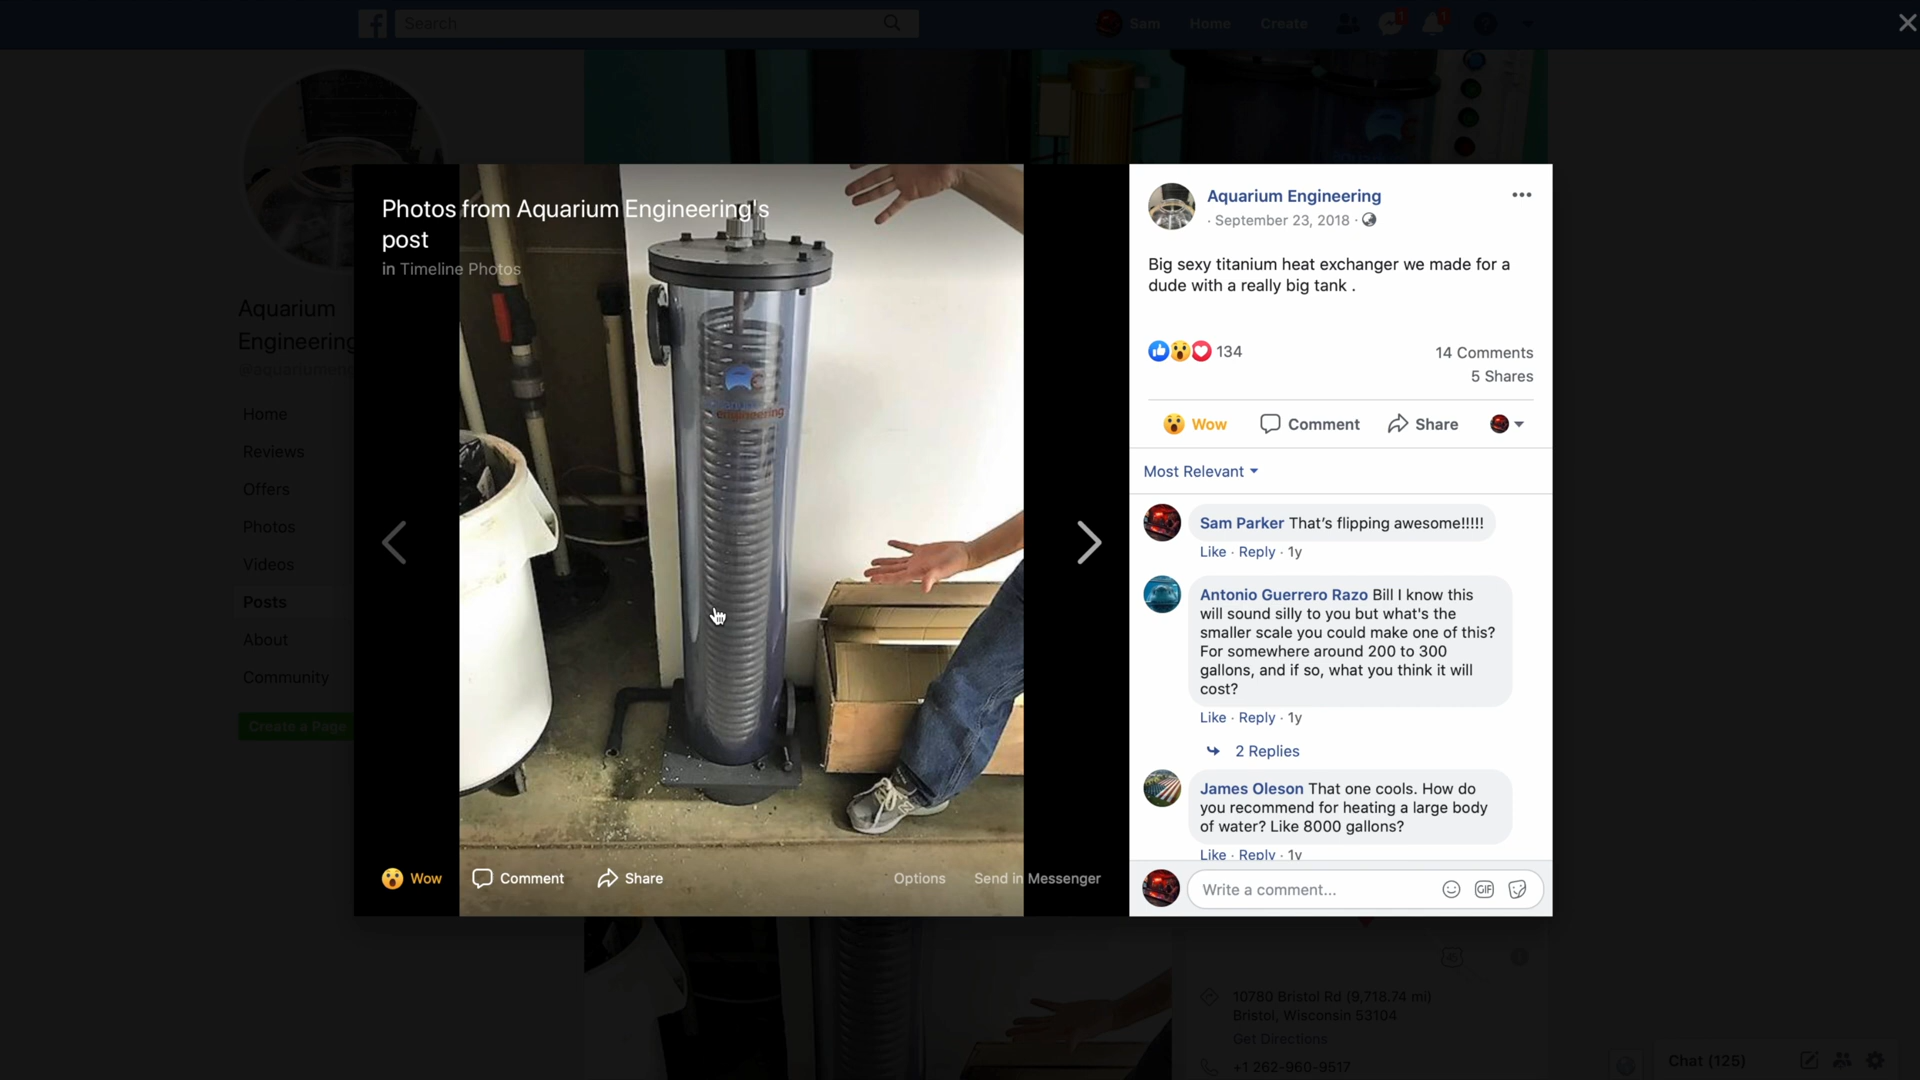 Search
Sam
Home
Create
1
1
Photos from Aquarium Engineering's
post
in Timeline Photos
engineering
Aquarium
Engineering
Home
Reviews
Offers
Photos
Videos
Posts
About
Community
Create a Page
Wow
Comment
Share
Options
Send in Messenger
Aquarium Engineering
· September 23, 2018 ·
Big sexy titanium heat exchanger we made for a
dude with a really big tank .
134
14 Comments
5 Shares
Wow
Comment
Share
Most Relevant
Sam Parker That's flipping awesome!!!!!
Like · Reply · 1y
Antonio Guerrero Razo Bill I know this
will sound silly to you but what's the
smaller scale you could make one of this?
For somewhere around 200 to 300
gallons, and if so, what you think it will
cost?
Like · Reply · 1y
2 Replies
James Oleson That one cools. How do
you recommend for heating a large body
of water? Like 8000 gallons?
Like · Reply · 1y
Write a comment...
GIF
10780 Bristol Rd (9,718.74 mi)
Bristol, Wisconsin 53104
Get Directions
+1 262-960-9517
Chat (125)